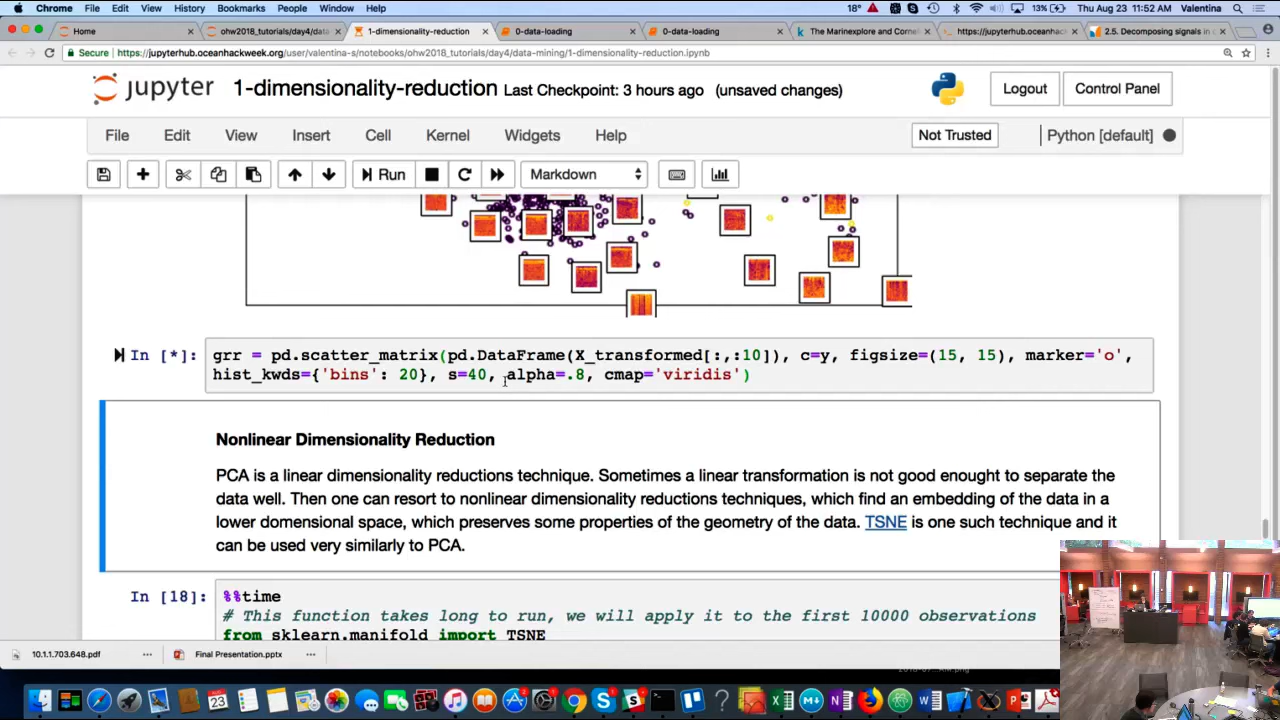 Chrome File Edit View History Bookmarks People Window Help 18° 13% Thu Aug 23 11:52 AM Valentina
Home ohw2018_tutorials/day4/data 1-dimensionality-reduction 0-data-loading 0-data-loading The Marinexplore and Cornel https://jupyterhub.oceanhackw 2.5. Decomposing signals in c
Secure https://jupyterhub.oceanhackweek.org/user/valentina-s/notebooks/ohw2018_tutorials/day4/data-mining/1-dimensionality-reduction.ipynb
jupyter 1-dimensionality-reduction Last Checkpoint: 3 hours ago (unsaved changes) Logout Control Panel
File Edit View Insert Cell Kernel Widgets Help Not Trusted Python [default]
Run Markdown
In [*]: grr = pd.scatter_matrix(pd.DataFrame(X_transformed[:,:10]), c=y, figsize=(15, 15), marker='o',
hist_kwds={'bins': 20}, s=40, alpha=.8, cmap='viridis')
Nonlinear Dimensionality Reduction
PCA is a linear dimensionality reductions technique. Sometimes a linear transformation is not good enought to separate the
data well. Then one can resort to nonlinear dimensionality reductions techniques, which find an embedding of the data in a
lower domensional space, which preserves some properties of the geometry of the data. TSNE is one such technique and it
can be used very similarly to PCA.
In [18]: %%time
# This function takes long to run, we will apply it to the first 10000 observations
from sklearn.manifold import TSNE
10.1.1.703.648.pdf Final Presentation.pptx